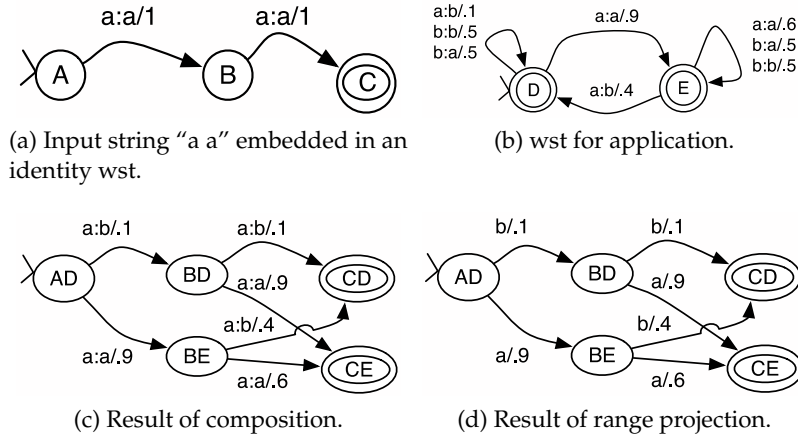 a:a/1
a:a/1
A
B
C
(a) Input string “a a” embedded in an
identity wst.
a:b/.1
b:b/.5
b:a/.5
a:a/.9
a:a/.6
b:a/.5
b:b/.5
D
a:b/.4
E
(b) wst for application.
a:b/.1
a:b/.1
AD
BD
CD
a:a/.9
a:b/.4
a:a/.9
BE
CE
a:a/.6
(c) Result of composition.
b/.1
b/.1
AD
BD
CD
a/.9
b/.4
a/.9
BE
CE
a/.6
(d) Result of range projection.